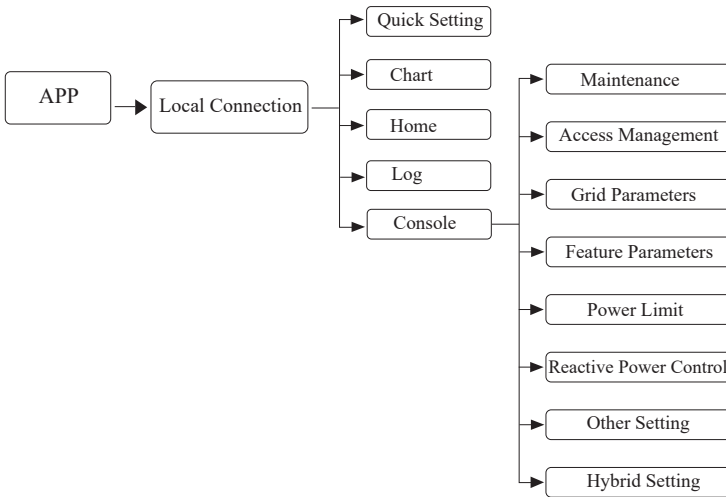 APP
Local Connection
Quick Setting
Chart
Home
Log
Console
Maintenance
Access Management
Grid Parameters
Feature Parameters
Power Limit
Reactive Power Control
Other Setting
Hybrid Setting